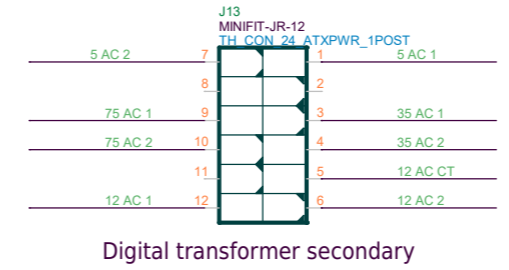 J13
MINIFIT-JR-12
TH_CON_24_ATXPWR_1POST
5 AC 2 7 1 5 AC 1
8 2
75 AC 1 9 3 35 AC 1
75 AC 2 10 4 35 AC 2
11 5 12 AC CT
12 AC 1 12 6 12 AC 2
Digital transformer secondary